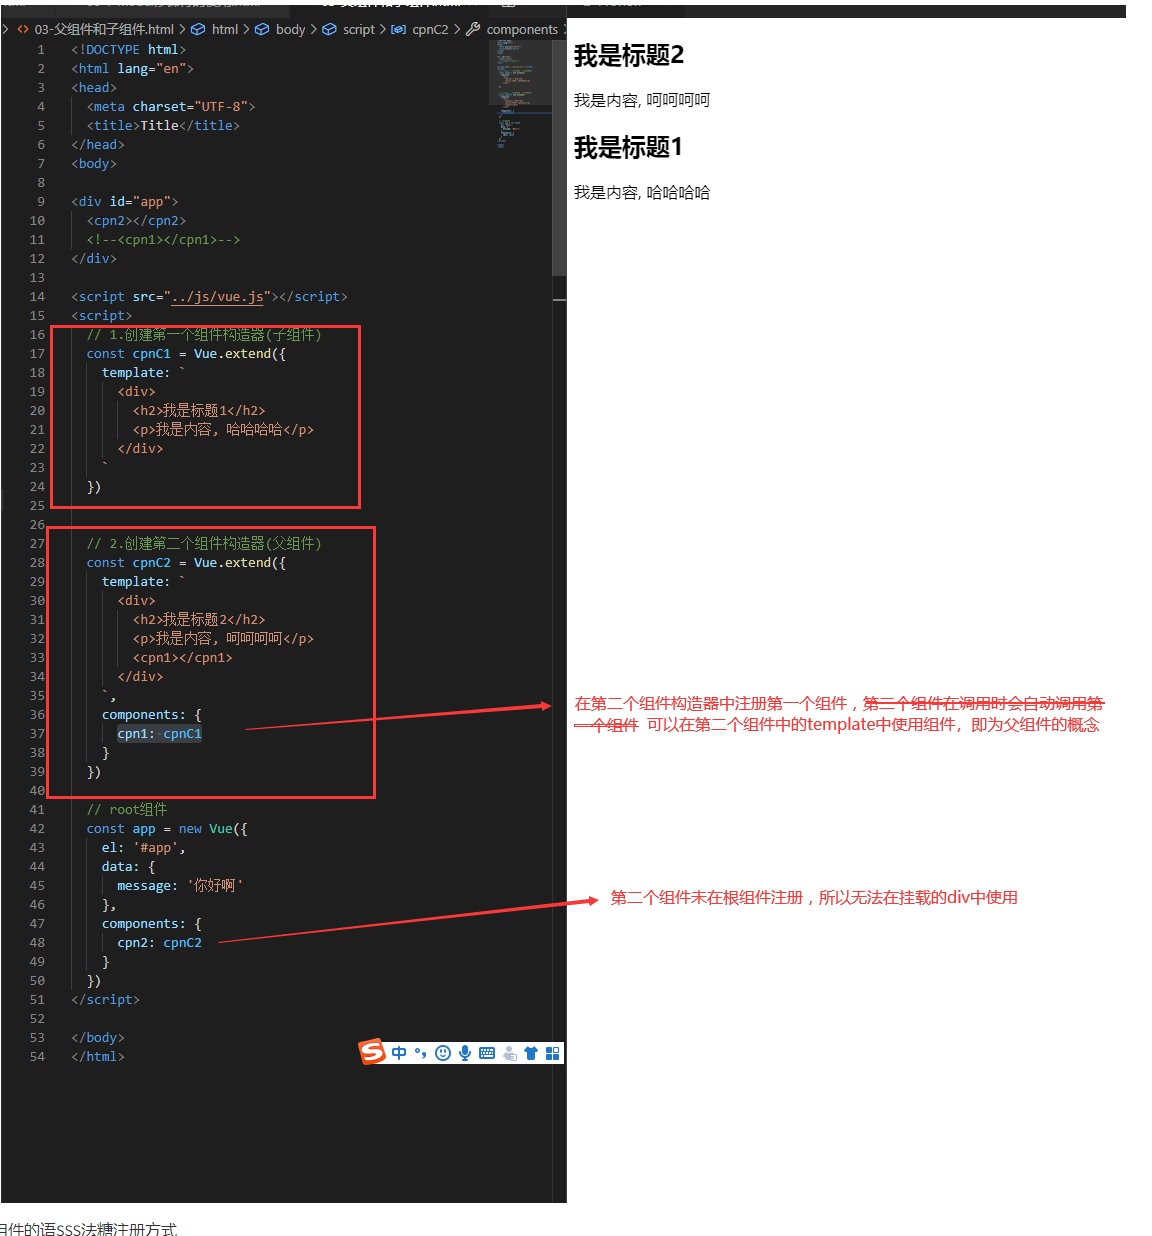 03-父组件和子组件.html > html > body > script > cpnC2 > components
1 <!DOCTYPE html>
2 <html lang="en">
3 <head>
4 <meta charset="UTF-8">
5 <title>Title</title>
6 </head>
7 <body>
8
9 <div id="app">
10 <cpn2></cpn2>
11 <!--<cpn1></cpn1>-->
12 </div>
13
14 <script src="../js/vue.js"></script>
15 <script>
16 // 1.创建第一个组件构造器(子组件)
17 const cpnC1 = Vue.extend({
18 template: `
19 <div>
20 <h2>我是标题1</h2>
21 <p>我是内容, 哈哈哈哈</p>
22 </div>
23 `
24 })
25
26
27 // 2.创建第二个组件构造器(父组件)
28 const cpnC2 = Vue.extend({
29 template: `
30 <div>
31 <h2>我是标题2</h2>
32 <p>我是内容, 呵呵呵呵</p>
33 <cpn1></cpn1>
34 </div>
35 `,
36 components: {
37 cpn1: cpnC1
38 }
39 })
40
41 // root组件
42 const app = new Vue({
43 el: '#app',
44 data: {
45 message: '你好啊'
46 },
47 components: {
48 cpn2: cpnC2
49 }
50 })
51 </script>
52
53 </body>
54 </html>
我是标题2
我是内容, 呵呵呵呵
我是标题1
我是内容, 哈哈哈哈
在第二个组件构造器中注册第一个组件，第二个组件在调用时会自动调用第
一个组件 可以在第二个组件中的template中使用组件，即为父组件的概念
第二个组件未在根组件注册，所以无法在挂载的div中使用
中
组件的语SSS法糖注册方式